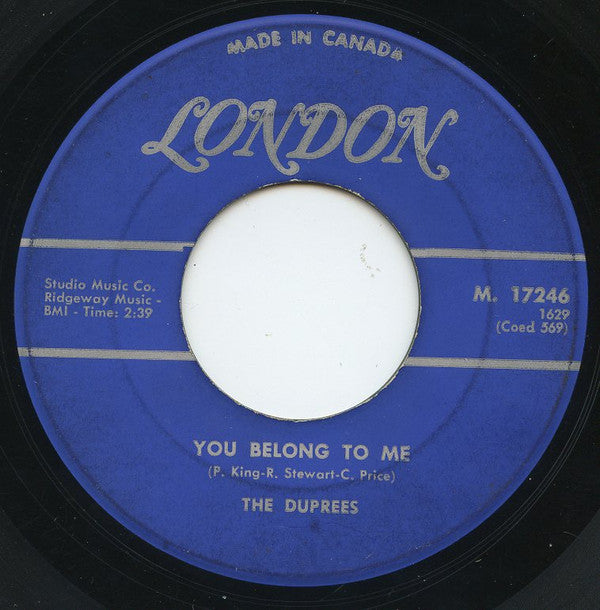 MADE IN CANADA
LONDON
Studio Music Co.
Ridgeway Music -
BMI - Time: 2:39
M. 17246
1629
(Coed 569)
YOU BELONG TO ME
(P. King-R. Stewart-C. Price)
THE DUPREES